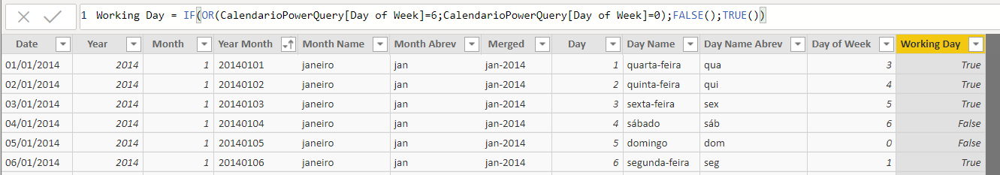 1 Working Day = IF(OR(CalendarioPowerQuery[Day of Week]=6;CalendarioPowerQuery[Day of Week]=0);FALSE();TRUE())
Date Year Month Year Month Month Name Month Abrev Merged Day Day Name Day Name Abrev Day of Week Working Day
01/01/2014 2014 1 20140101 janeiro jan jan-2014 1 quarta-feira qua 3 True
02/01/2014 2014 1 20140102 janeiro jan jan-2014 2 quinta-feira qui 4 True
03/01/2014 2014 1 20140103 janeiro jan jan-2014 3 sexta-feira sex 5 True
04/01/2014 2014 1 20140104 janeiro jan jan-2014 4 sábado sáb 6 False
05/01/2014 2014 1 20140105 janeiro jan jan-2014 5 domingo dom 0 False
06/01/2014 2014 1 20140106 janeiro jan jan-2014 6 segunda-feira seg 1 True